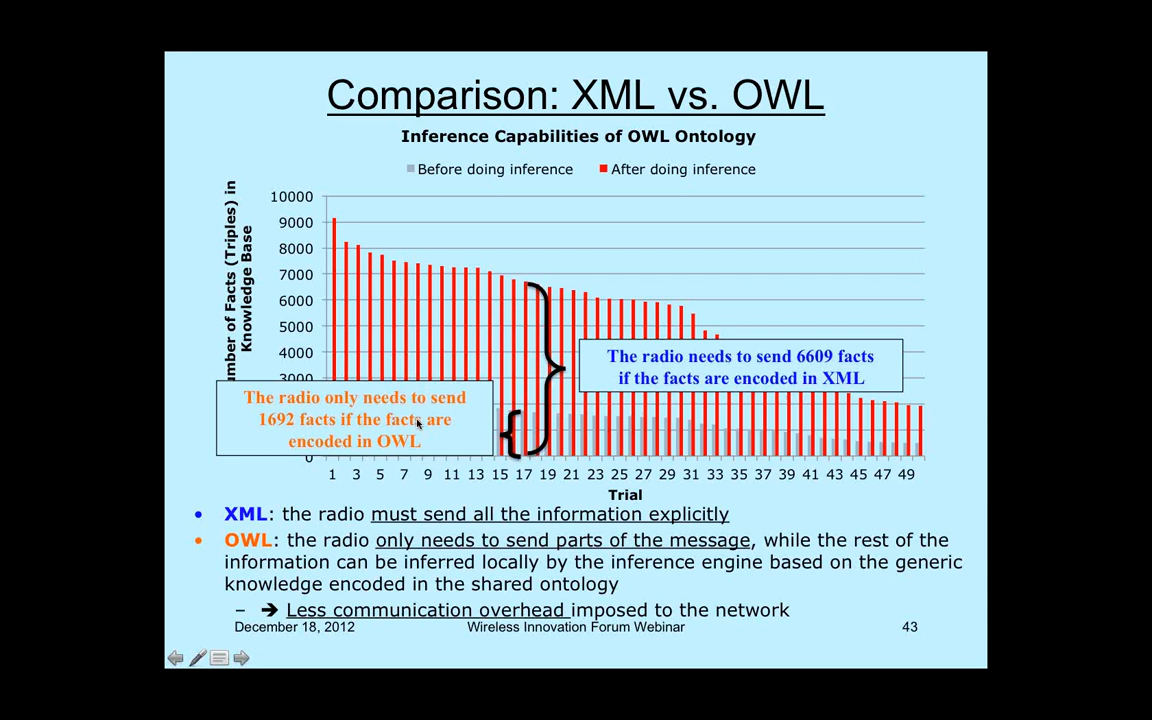 Comparison: XML vs. OWL
Inference Capabilities of OWL Ontology
Before doing inference After doing inference
Number of Facts (Triples) in
Knowledge Base
10000
9000
8000
7000
6000
5000
4000
3000
0
The radio needs to send 6609 facts
if the facts are encoded in XML
The radio only needs to send
1692 facts if the facts are
encoded in OWL
1 3 5 7 9 11 13 15 17 19 21 23 25 27 29 31 33 35 37 39 41 43 45 47 49
Trial
• XML: the radio must send all the information explicitly
• OWL: the radio only needs to send parts of the message, while the rest of the
information can be inferred locally by the inference engine based on the generic
knowledge encoded in the shared ontology
– ➔ Less communication overhead imposed to the network
December 18, 2012 Wireless Innovation Forum Webinar 43